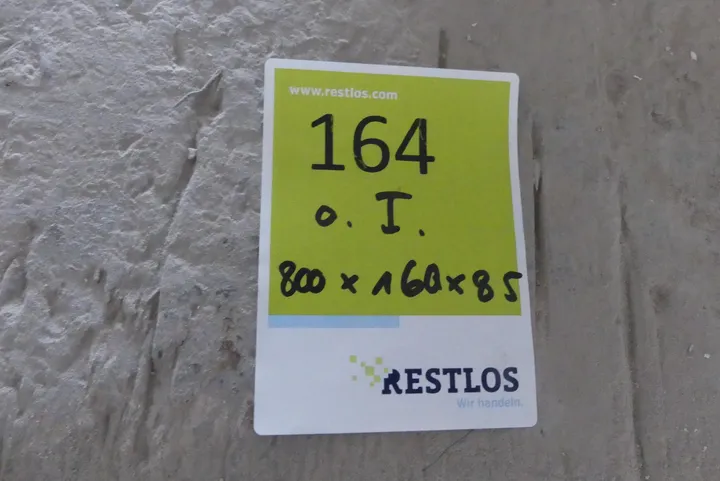 www.restlos.com
164
o. I.
800 x 160 x 85
RESTLOS
Wir handeln.